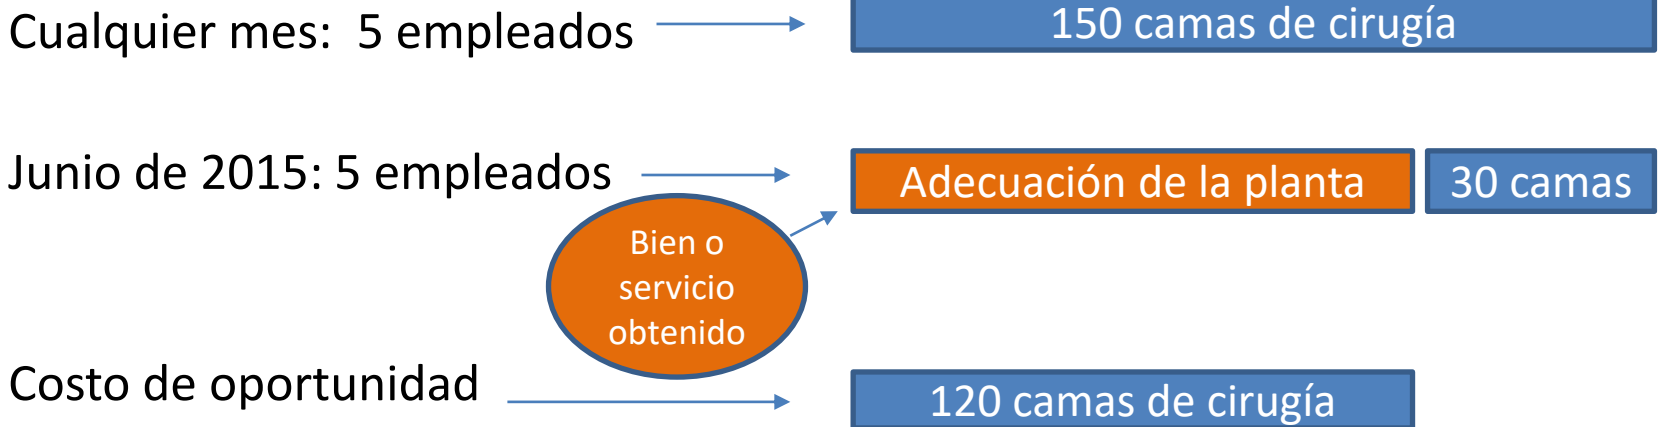 Cualquier mes: 5 empleados
150 camas de cirugía
Junio de 2015: 5 empleados
Adecuación de la planta
30 camas
Bien o
servicio
obtenido
Costo de oportunidad
120 camas de cirugía